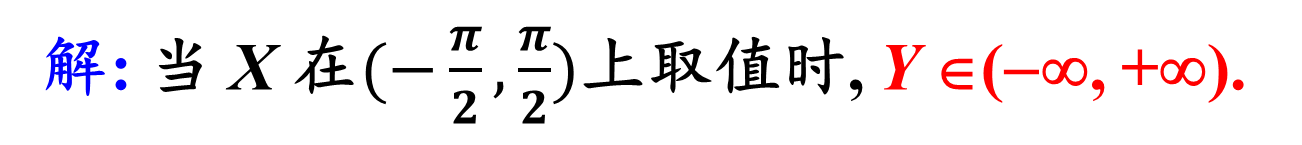 解: 当 X 在(−π/2,π/2)上取值时, Y ∈(−∞, +∞).